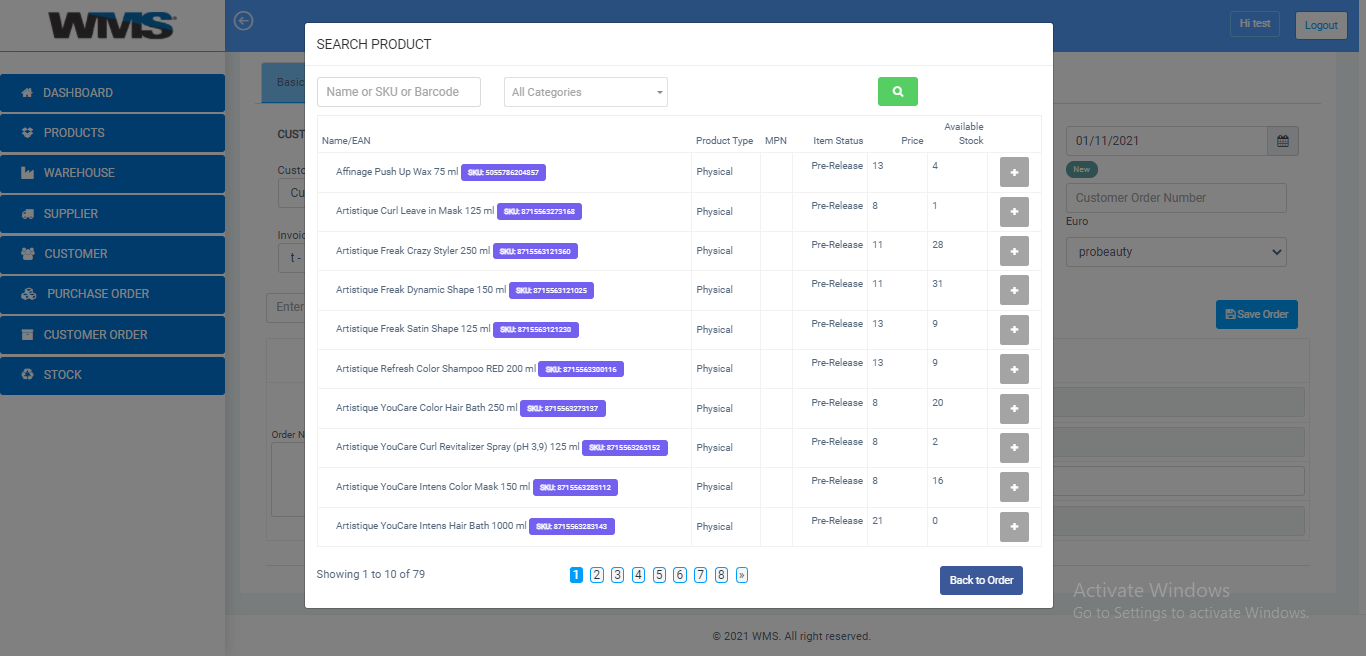 WMS
Hi test
Logout
DASHBOARD
PRODUCTS
WAREHOUSE
SUPPLIER
CUSTOMER
PURCHASE ORDER
CUSTOMER ORDER
STOCK
Basic
CUST
Custo
Cu
Invoic
t -
Enter
Order N
SEARCH PRODUCT
Name or SKU or Barcode
All Categories
Name/EAN Product Type MPN Item Status Price Available Stock
Affinage Push Up Wax 75 ml SKU: 5055786204857 Physical Pre-Release 13 4
Artistique Curl Leave in Mask 125 ml SKU: 8715563273168 Physical Pre-Release 8 1
Artistique Freak Crazy Styler 250 ml SKU: 8715563121360 Physical Pre-Release 11 28
Artistique Freak Dynamic Shape 150 ml SKU: 8715563121025 Physical Pre-Release 11 31
Artistique Freak Satin Shape 125 ml SKU: 8715563121230 Physical Pre-Release 13 9
Artistique Refresh Color Shampoo RED 200 ml SKU: 8715563300116 Physical Pre-Release 13 9
Artistique YouCare Color Hair Bath 250 ml SKU: 8715563273137 Physical Pre-Release 8 20
Artistique YouCare Curl Revitalizer Spray (pH 3,9) 125 ml SKU: 8715563263152 Physical Pre-Release 8 2
Artistique YouCare Intens Color Mask 150 ml SKU: 8715563283112 Physical Pre-Release 8 16
Artistique YouCare Intens Hair Bath 1000 ml SKU: 8715563283143 Physical Pre-Release 21 0
Showing 1 to 10 of 79
1 2 3 4 5 6 7 8 »
Back to Order
01/11/2021
New
Customer Order Number
Euro
probeauty
Save Order
Activate Windows
Go to Settings to activate Windows.
© 2021 WMS. All right reserved.